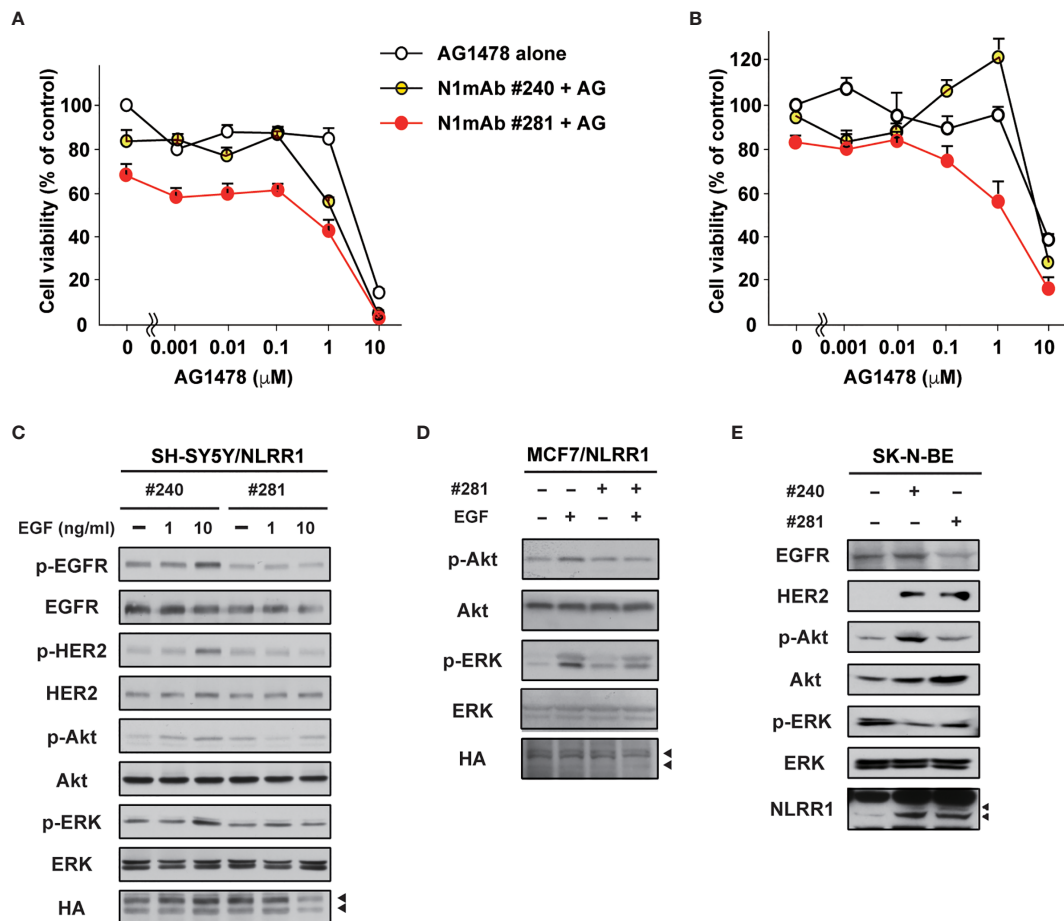 A
AG1478 alone
N1mAb #240 + AG
N1mAb #281 + AG
Cell viability (% of control)
100
80
60
40
20
0
0 0.001 0.01 0.1 1 10
AG1478 (μM)
B
Cell viability (% of control)
120
100
80
60
40
20
0
0 0.001 0.01 0.1 1 10
AG1478 (μM)
C
SH-SY5Y/NLRR1
#240 #281
EGF (ng/ml) – 1 10 – 1 10
p-EGFR
EGFR
p-HER2
HER2
p-Akt
Akt
p-ERK
ERK
HA
D
MCF7/NLRR1
#281 – – + +
EGF – + – +
p-Akt
Akt
p-ERK
ERK
HA
E
SK-N-BE
#240 – + –
#281 – – +
EGFR
HER2
p-Akt
Akt
p-ERK
ERK
NLRR1